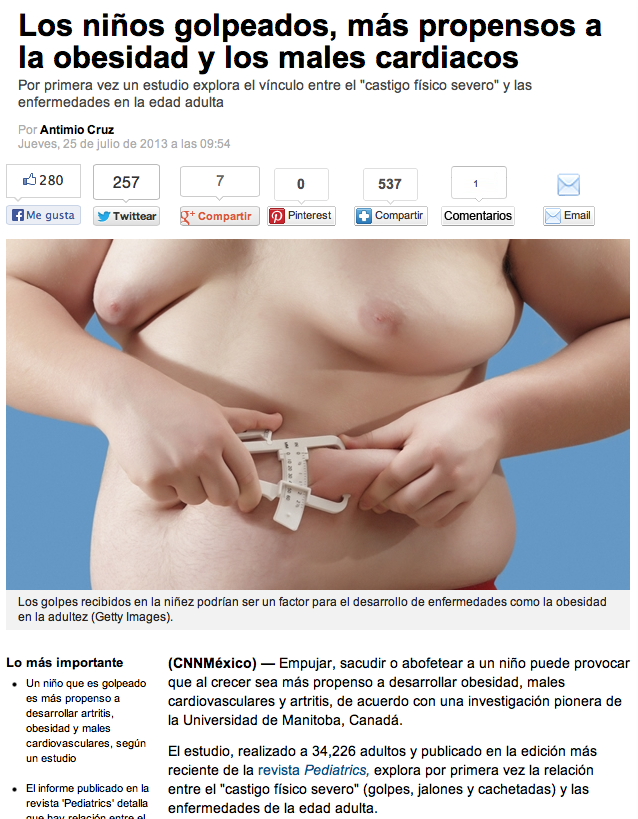 Los niños golpeados, más propensos a
la obesidad y los males cardiacos
Por primera vez un estudio explora el vínculo entre el "castigo físico severo" y las
enfermedades en la edad adulta
Por Antimio Cruz
Jueves, 25 de julio de 2013 a las 09:54
280
257
7
0
537
1
Me gusta
Twittear
Compartir
Pinterest
Compartir
Comentarios
Email
Los golpes recibidos en la niñez podrían ser un factor para el desarrollo de enfermedades como la obesidad
en la adultez (Getty Images).
Lo más importante
Un niño que es golpeado
es más propenso a
desarrollar artritis,
obesidad y males
cardiovasculares, según
un estudio
El informe publicado en la
revista 'Pediatrics' detalla
que hay relación entre el
(CNNMéxico) — Empujar, sacudir o abofetear a un niño puede provocar
que al crecer sea más propenso a desarrollar obesidad, males
cardiovasculares y artritis, de acuerdo con una investigación pionera de
la Universidad de Manitoba, Canadá.
El estudio, realizado a 34,226 adultos y publicado en la edición más
reciente de la revista Pediatrics, explora por primera vez la relación
entre el "castigo físico severo" (golpes, jalones y cachetadas) y las
enfermedades de la edad adulta.